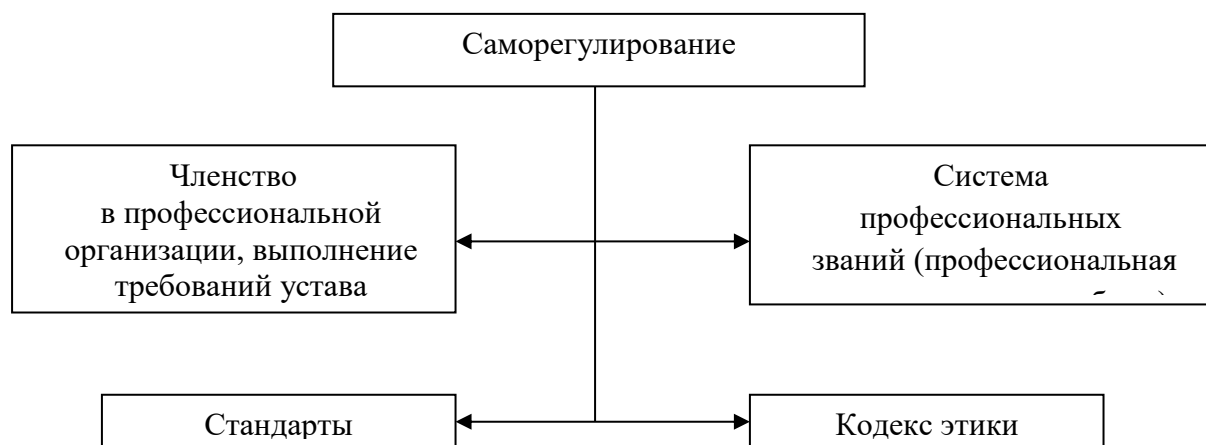 Саморегулирование
Членство
в профессиональной
организации, выполнение
требований устава
Система
профессиональных
званий (профессиональная
Стандарты
Кодекс этики